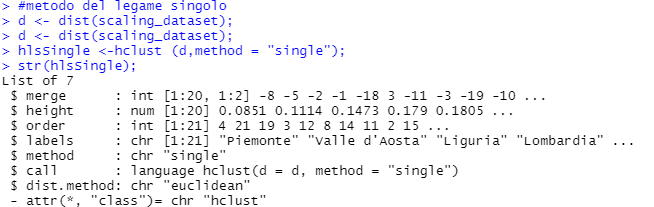 > #metodo del legame singolo
> d <- dist(scaling_dataset);
> d <- dist(scaling_dataset);
> hlsSingle <-hclust (d,method = "single");
> str(hlsSingle);
List of 7
 $ merge      : int [1:20, 1:2] -8 -5 -2 -1 -18 3 -11 -3 -19 -10 ...
 $ height     : num [1:20] 0.0851 0.1114 0.1473 0.179 0.1805 ...
 $ order      : int [1:21] 4 21 19 3 12 8 14 11 2 15 ...
 $ labels     : chr [1:21] "Piemonte" "Valle d'Aosta" "Liguria" "Lombardia" ...
 $ method     : chr "single"
 $ call       : language hclust(d = d, method = "single")
 $ dist.method: chr "euclidean"
 - attr(*, "class")= chr "hclust"